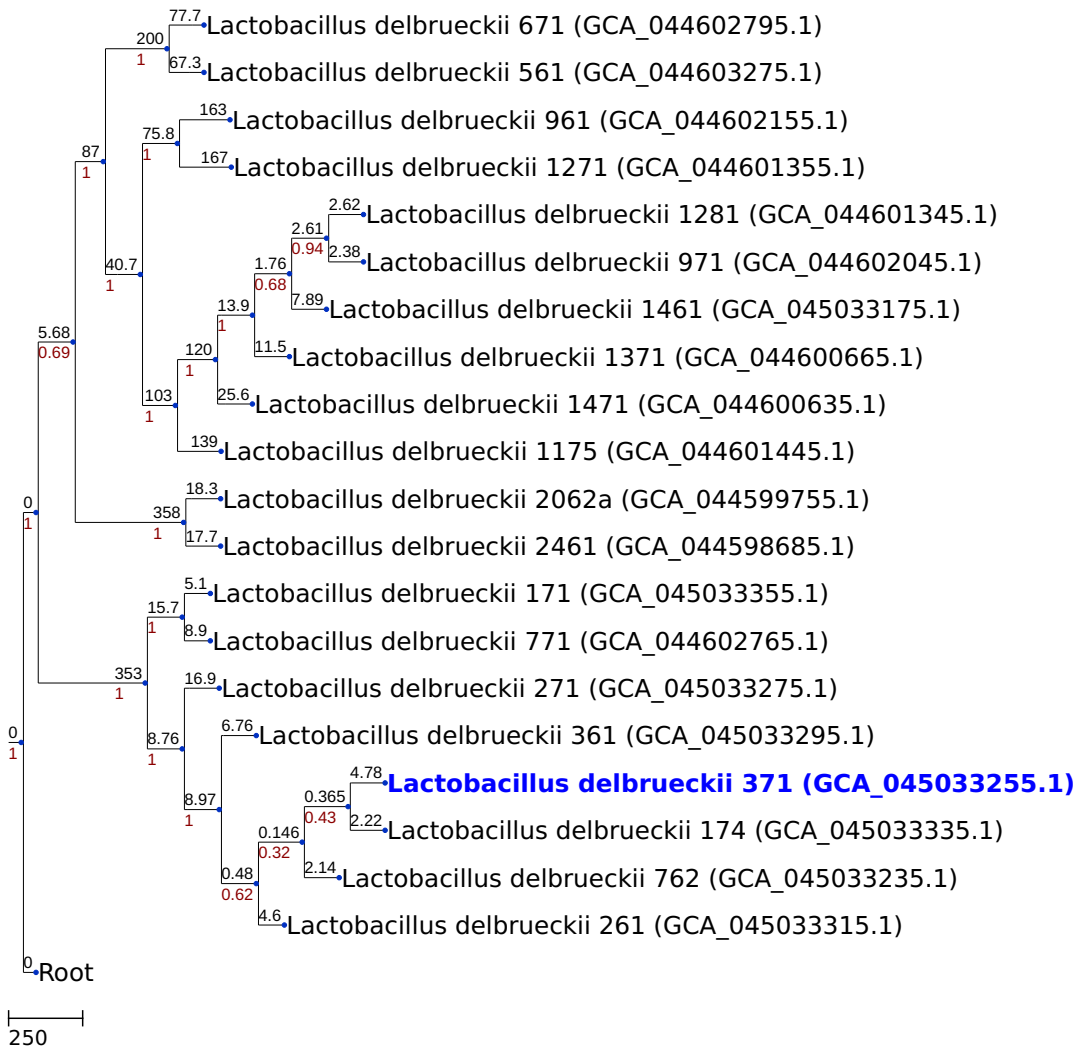 77.7
Lactobacillus delbrueckii 671 (GCA_044602795.1)
200
1
67.3
Lactobacillus delbrueckii 561 (GCA_044603275.1)
163
Lactobacillus delbrueckii 961 (GCA_044602155.1)
75.8
87
1
1
167
Lactobacillus delbrueckii 1271 (GCA_044601355.1)
2.62
Lactobacillus delbrueckii 1281 (GCA_044601345.1)
2.61
0.94
2.38
Lactobacillus delbrueckii 971 (GCA_044602045.1)
40.7
1
1.76
0.68
7.89
Lactobacillus delbrueckii 1461 (GCA_045033175.1)
13.9
1
5.68
0.69
11.5
Lactobacillus delbrueckii 1371 (GCA_044600665.1)
120
1
25.6
Lactobacillus delbrueckii 1471 (GCA_044600635.1)
103
1
139
Lactobacillus delbrueckii 1175 (GCA_044601445.1)
18.3
Lactobacillus delbrueckii 2062a (GCA_044599755.1)
0
1
358
1
17.7
Lactobacillus delbrueckii 2461 (GCA_044598685.1)
5.1
Lactobacillus delbrueckii 171 (GCA_045033355.1)
15.7
1
8.9
Lactobacillus delbrueckii 771 (GCA_044602765.1)
353
1
16.9
Lactobacillus delbrueckii 271 (GCA_045033275.1)
6.76
Lactobacillus delbrueckii 361 (GCA_045033295.1)
0
1
8.76
1
4.78
Lactobacillus delbrueckii 371 (GCA_045033255.1)
8.97
1
0.365
0.43
2.22
Lactobacillus delbrueckii 174 (GCA_045033335.1)
0.146
0.32
2.14
Lactobacillus delbrueckii 762 (GCA_045033235.1)
0.48
0.62
4.6
Lactobacillus delbrueckii 261 (GCA_045033315.1)
0
Root
250